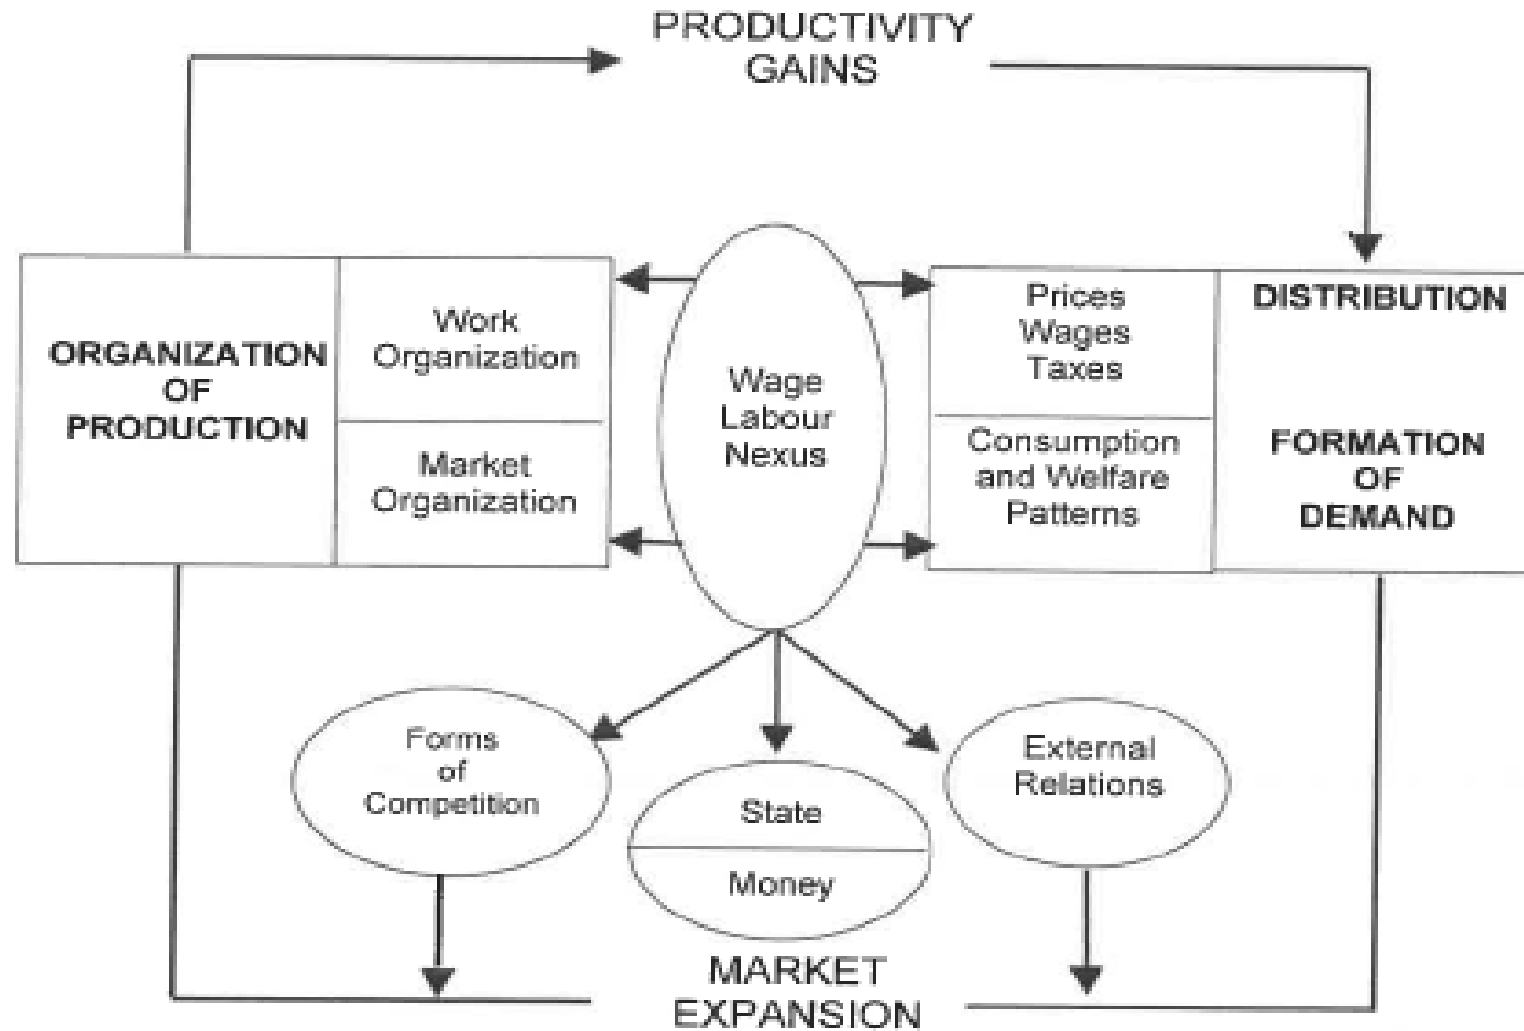 PRODUCTIVITY
GAINS
ORGANIZATION
OF
PRODUCTION
Work
Organization
Market
Organization
Wage
Labour
Nexus
Prices
Wages
Taxes
Consumption
and Welfare
Patterns
DISTRIBUTION
FORMATION
OF
DEMAND
Forms
of
Competition
State
Money
External
Relations
MARKET
EXPANSION